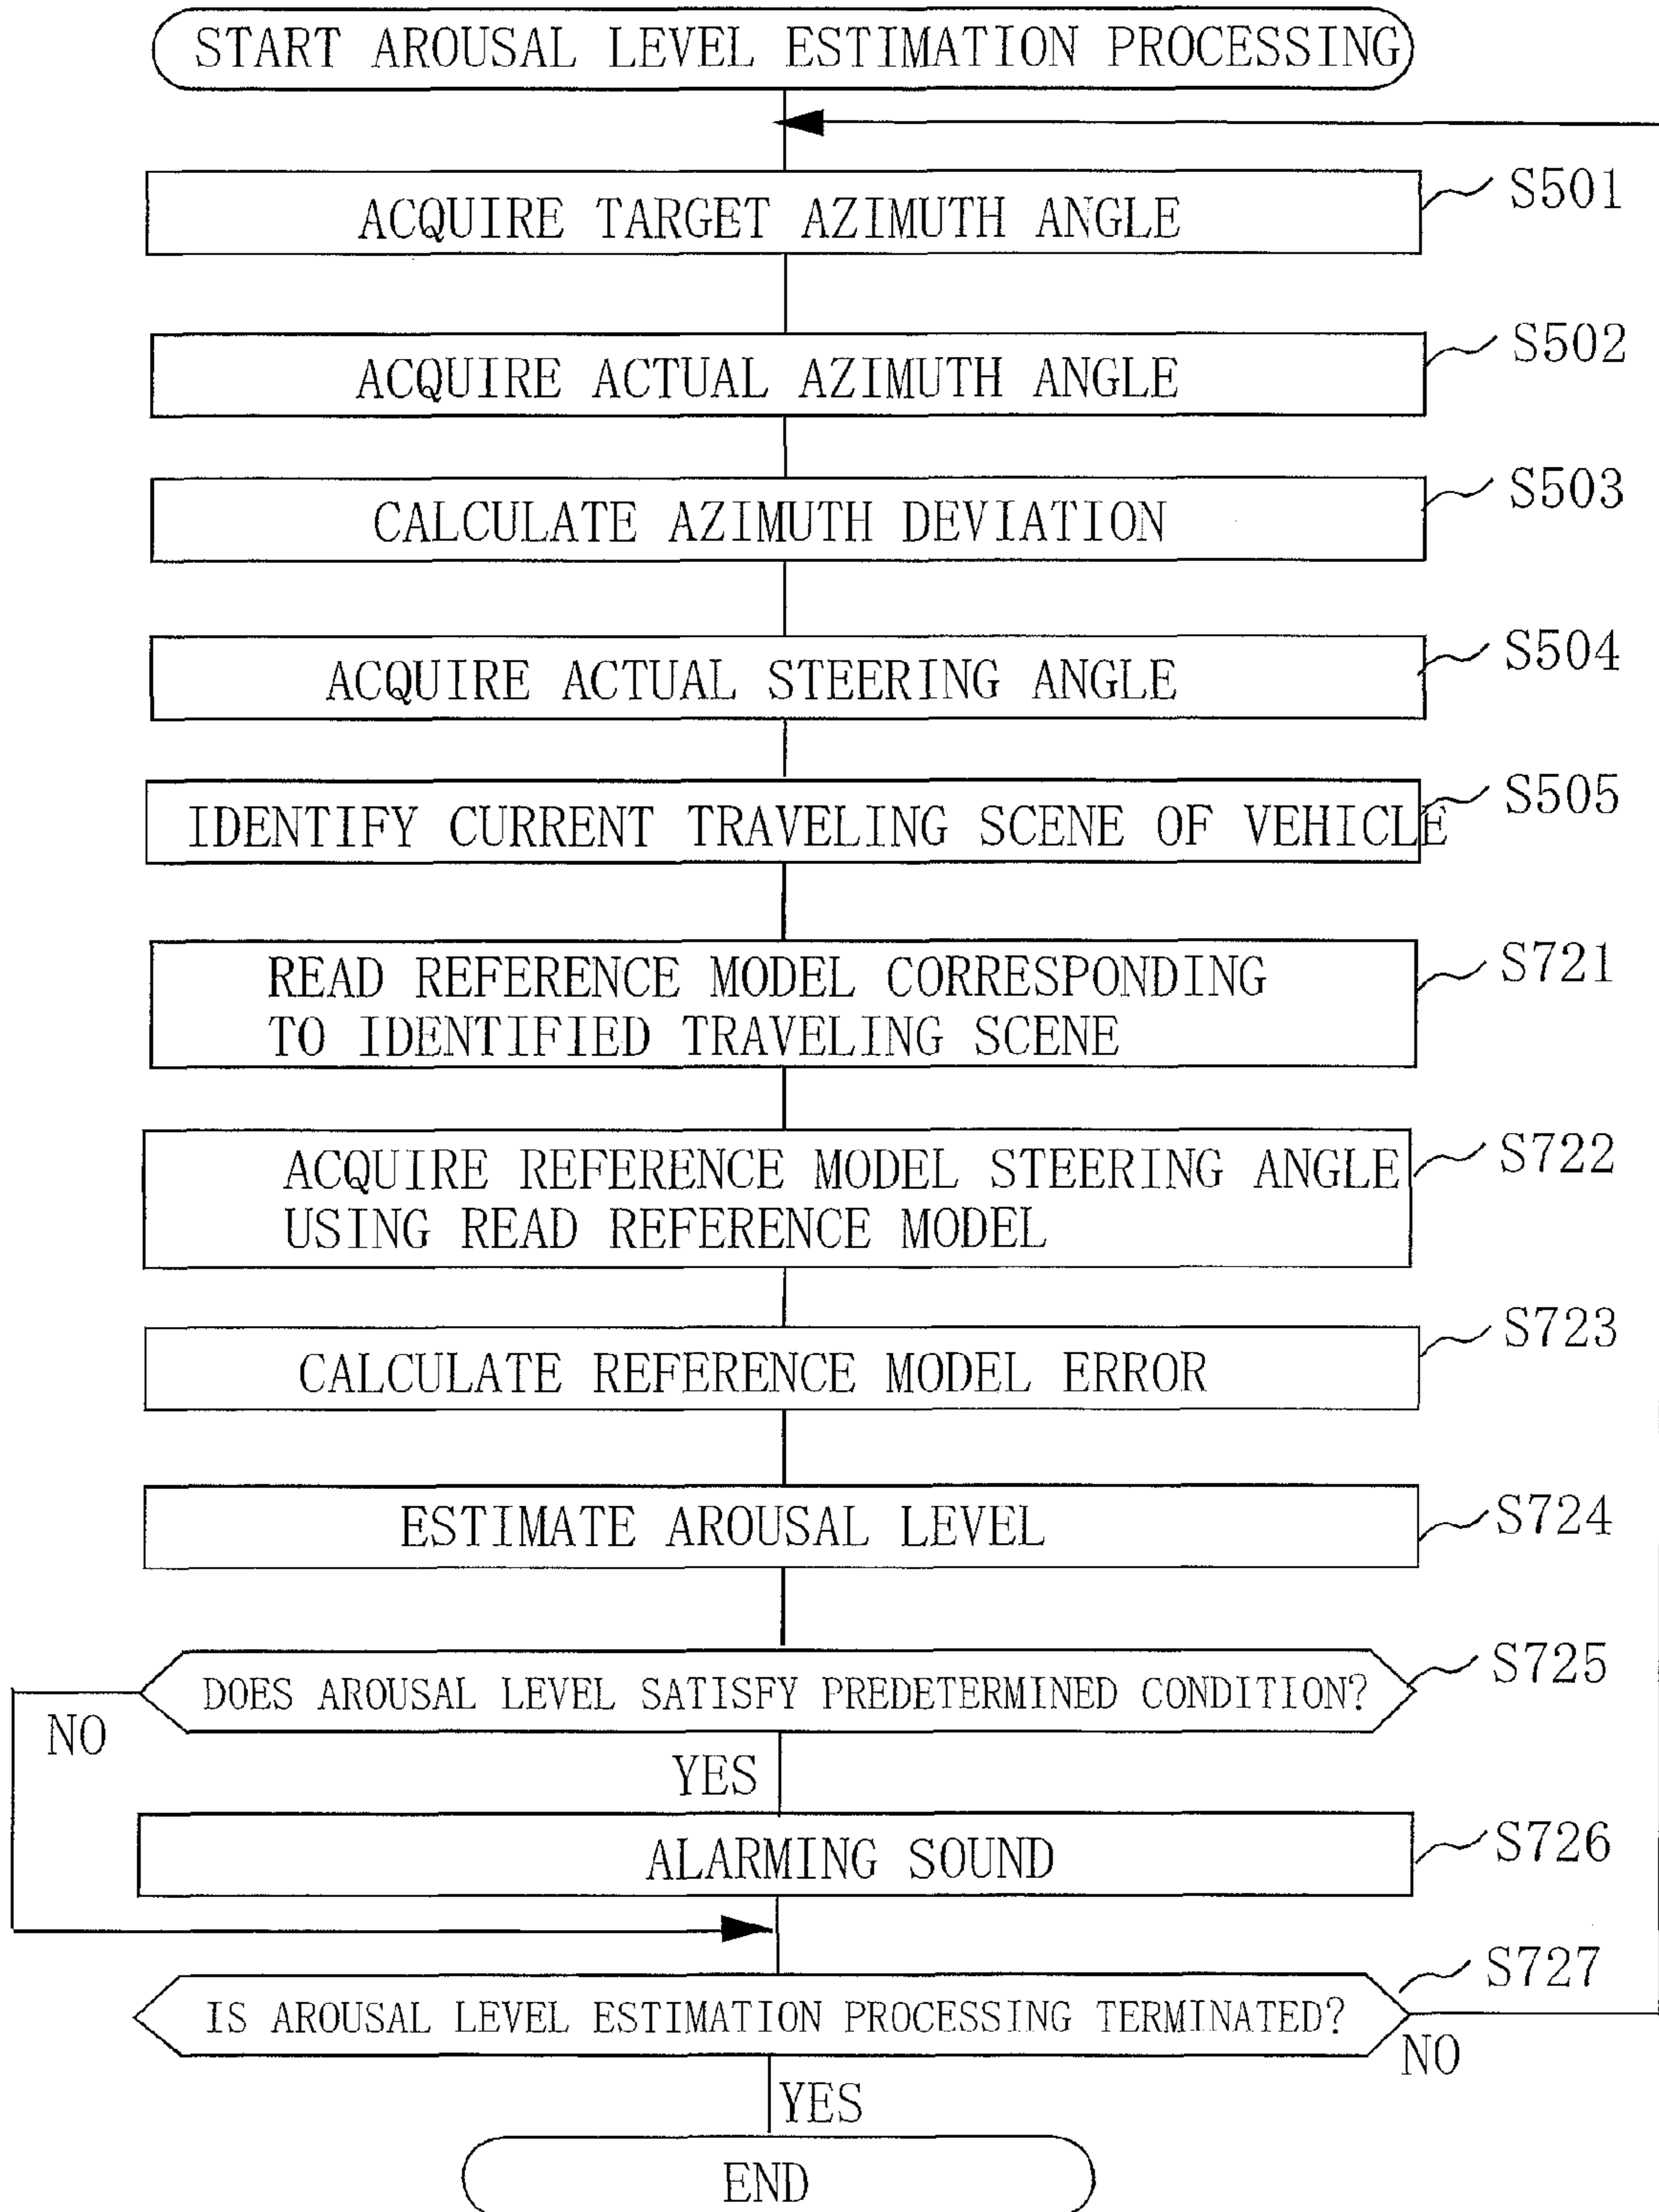 START AROUSAL LEVEL ESTIMATION PROCESSING
ACQUIRE TARGET AZIMUTH ANGLE
S501
ACQUIRE ACTUAL AZIMUTH ANGLE
S502
CALCULATE AZIMUTH DEVIATION
S503
ACQUIRE ACTUAL STEERING ANGLE
S504
IDENTIFY CURRENT TRAVELING SCENE OF VEHICLE
S505
READ REFERENCE MODEL CORRESPONDING
TO IDENTIFIED TRAVELING SCENE
S721
ACQUIRE REFERENCE MODEL STEERING ANGLE
USING READ REFERENCE MODEL
S722
CALCULATE REFERENCE MODEL ERROR
S723
ESTIMATE AROUSAL LEVEL
S724
DOES AROUSAL LEVEL SATISFY PREDETERMINED CONDITION?
S725
NO
YES
ALARMING SOUND
S726
IS AROUSAL LEVEL ESTIMATION PROCESSING TERMINATED?
S727
NO
YES
END